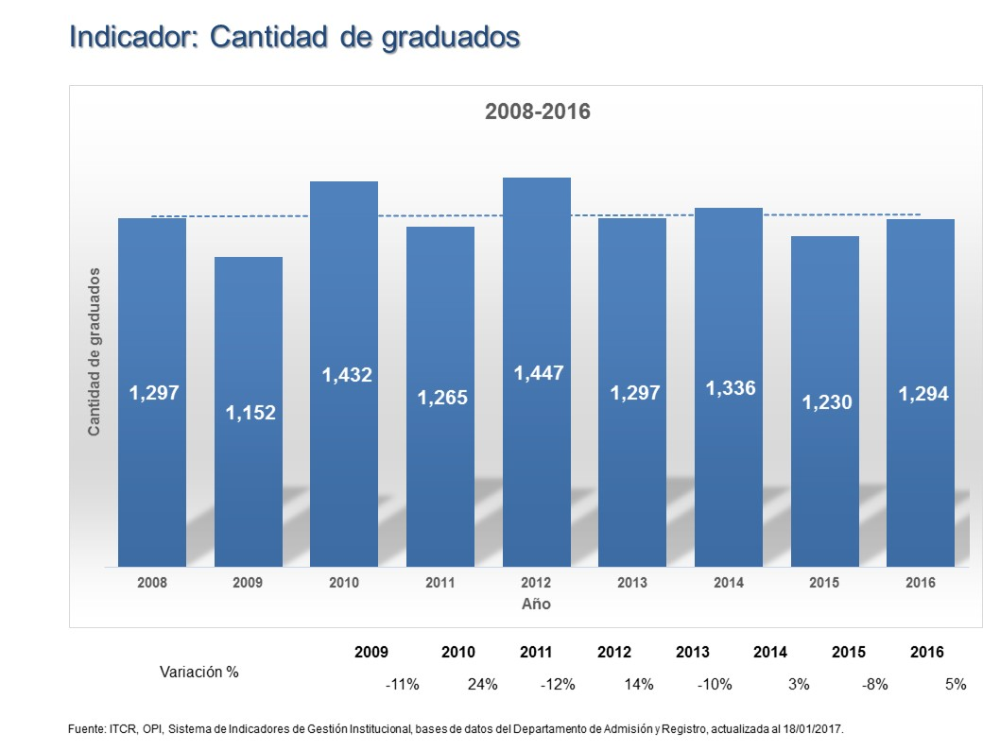 Indicador: Cantidad de graduados
2008-2016
Cantidad de graduados
1,297
1,152
1,432
1,265
1,447
1,297
1,336
1,230
1,294
2008 2009 2010 2011 2012 2013 2014 2015 2016
Año
2009 2010 2011 2012 2013 2014 2015 2016
Variación %
-11% 24% -12% 14% -10% 3% -8% 5%
Fuente: ITCR, OPI, Sistema de Indicadores de Gestión Institucional, bases de datos del Departamento de Admisión y Registro, actualizada al 18/01/2017.